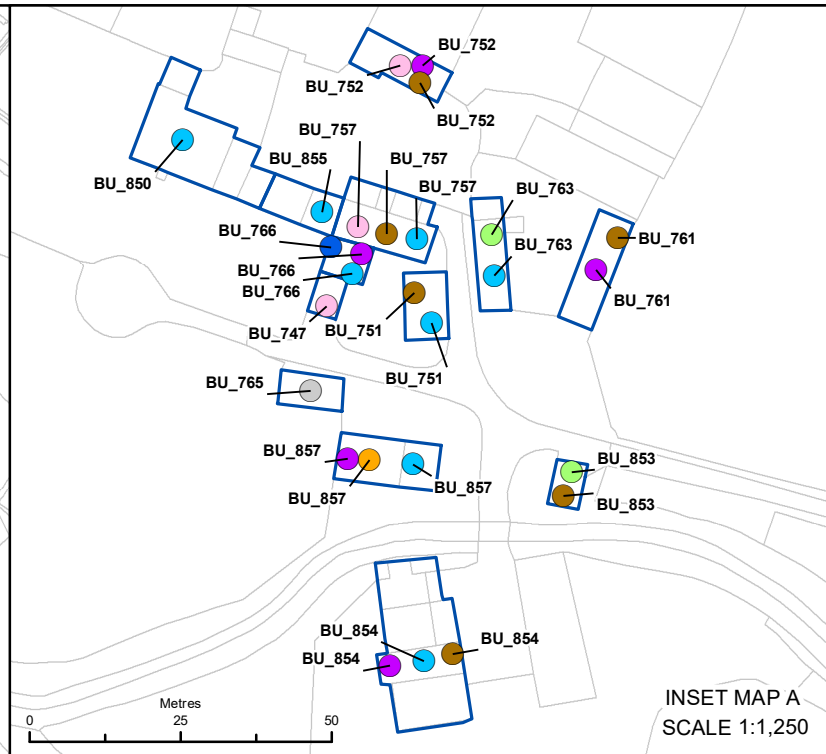 BU_752
BU_752
BU_752
BU_757
BU_757
BU_855
BU_757
BU_850
BU_763
BU_766
BU_763
BU_761
BU_766
BU_766
BU_761
BU_747
BU_751
BU_751
BU_765
BU_857
BU_853
BU_857
BU_857
BU_853
BU_854
BU_854
BU_854
Metres
0 25 50
INSET MAP A
SCALE 1:1,250